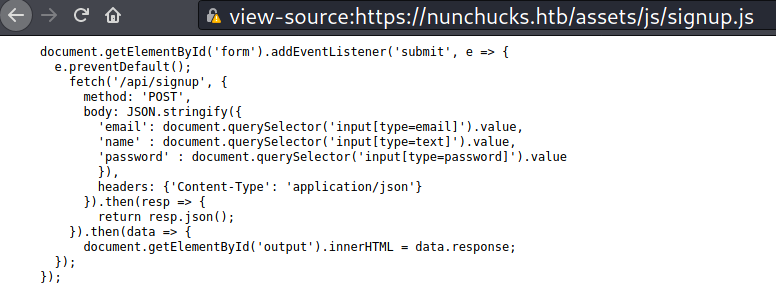 view-source:https://nunchucks.htb/assets/js/signup.js
document.getElementById('form').addEventListener('submit', e => {
  e.preventDefault();
    fetch('/api/signup', {
      method: 'POST',
      body: JSON.stringify({
        'email': document.querySelector('input[type=email]').value,
        'name' : document.querySelector('input[type=text]').value,
        'password' : document.querySelector('input[type=password]').value
        }),
        headers: {'Content-Type': 'application/json'}
      }).then(resp => {
        return resp.json();
    }).then(data => {
      document.getElementById('output').innerHTML = data.response;
  });
});